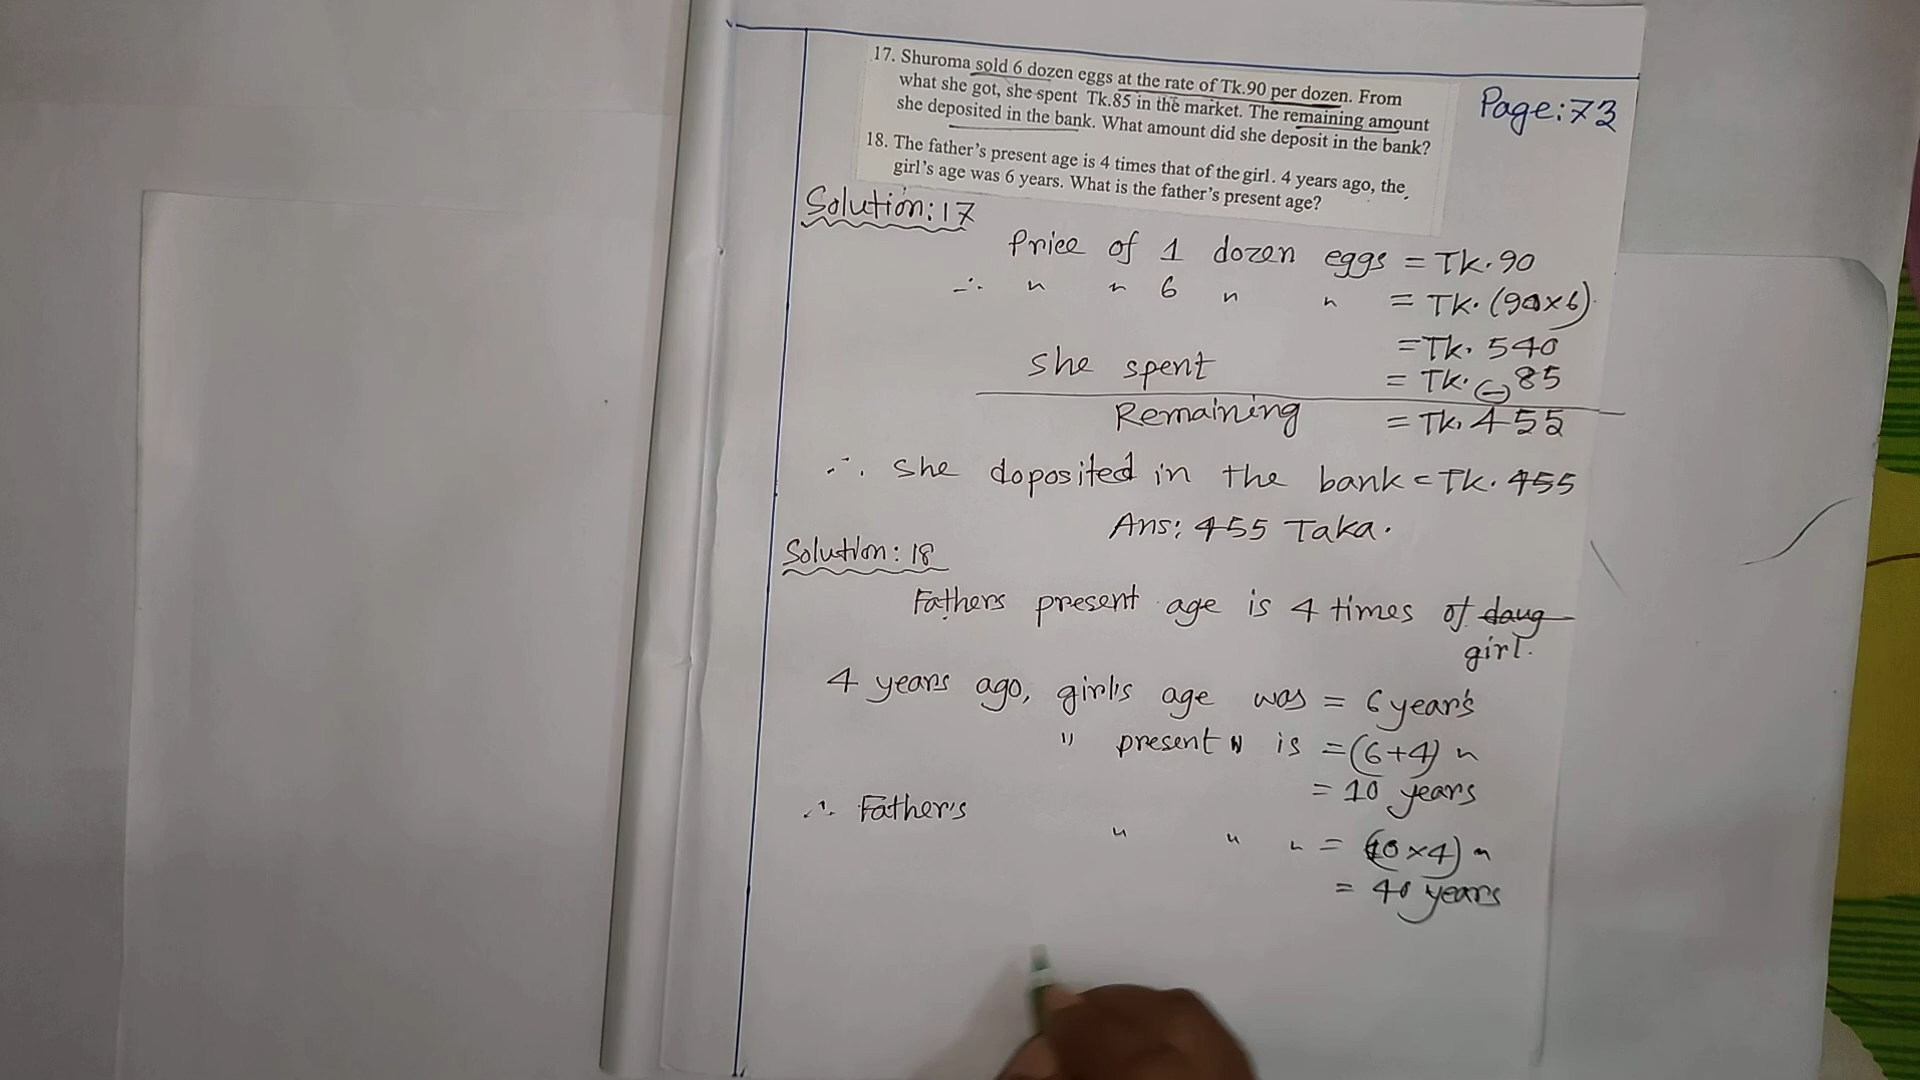 17. Shuroma sold 6 dozen eggs at the rate of Tk.90 per dozen. From
what she got, she spent Tk.85 in the market. The remaining amount
she deposited in the bank. What amount did she deposit in the bank?
18. The father's present age is 4 times that of the girl. 4 years ago, the
girl's age was 6 years. What is the father's present age?
Page:73
Solution:17
Price of 1 dozen eggs = Tk.90
∴ " " 6 " " = Tk. (90×6)
= Tk. 540
She spent = Tk. (-) 85
Remaining = Tk. 455
∴ She doposited in the bank = Tk. 455
Ans: 455 Taka.
Solution: 18
Fathers present age is 4 times of daug
girl.
4 years ago, girl's age was = 6 years
" present " is = (6+4) "
= 10 years
∴ Father's " " " = (10×4) "
= 40 years